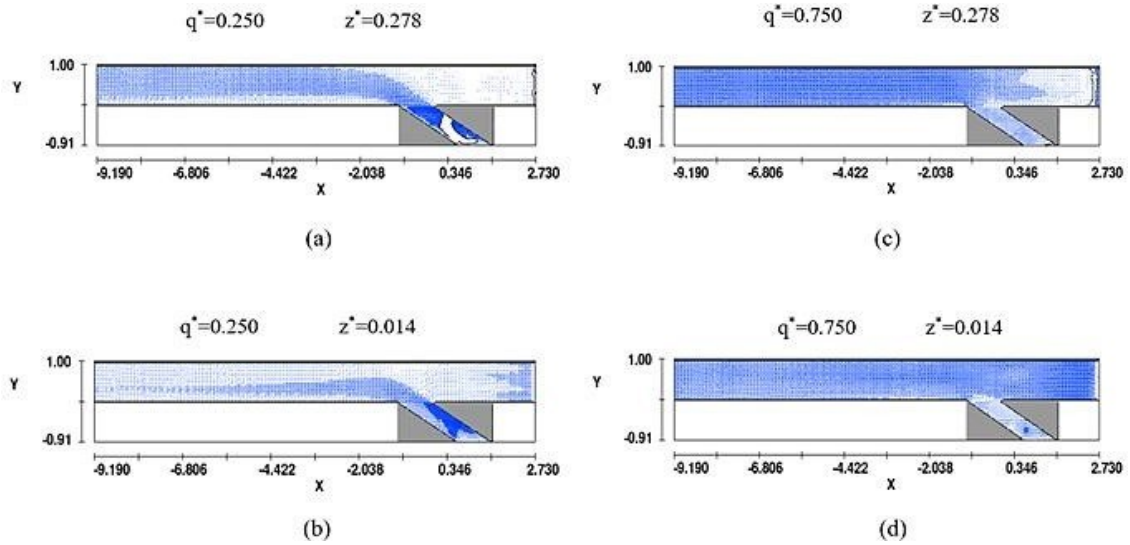 q*=0.250 z*=0.278
1.00
Y
-0.91
-9.190 -6.806 -4.422 -2.038 0.346 2.730
X
(a)
q*=0.750 z*=0.278
1.00
Y
-0.91
-9.190 -6.806 -4.422 -2.038 0.346 2.730
X
(c)
q*=0.250 z*=0.014
1.00
Y
-0.91
-9.190 -6.806 -4.422 -2.038 0.346 2.730
X
(b)
q*=0.750 z*=0.014
1.00
Y
-0.91
-9.190 -6.806 -4.422 -2.038 0.346 2.730
X
(d)